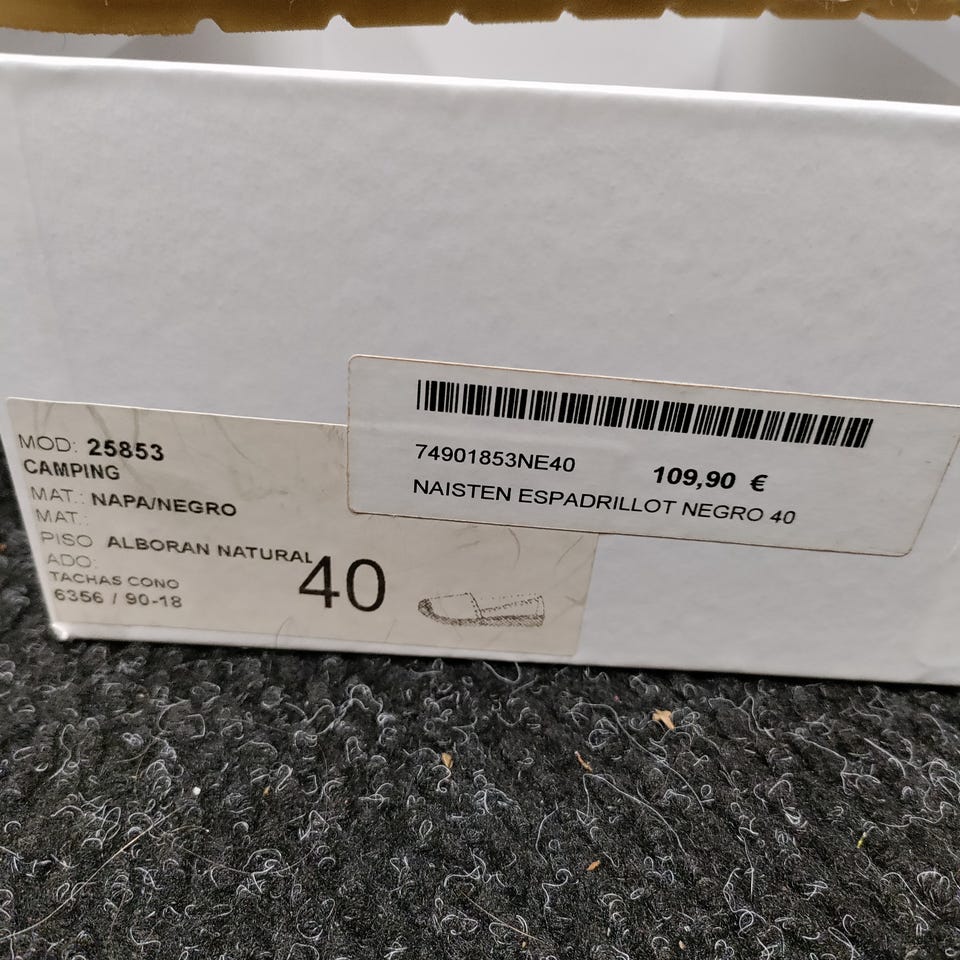 MOD: 25853
CAMPING
MAT.: NAPA/NEGRO
MAT.:
PISO ALBORAN NATURAL
ADO:
TACHAS CONO
6356 / 90-18
40
74901853NE40 109,90 €
NAISTEN ESPADRILLOT NEGRO 40